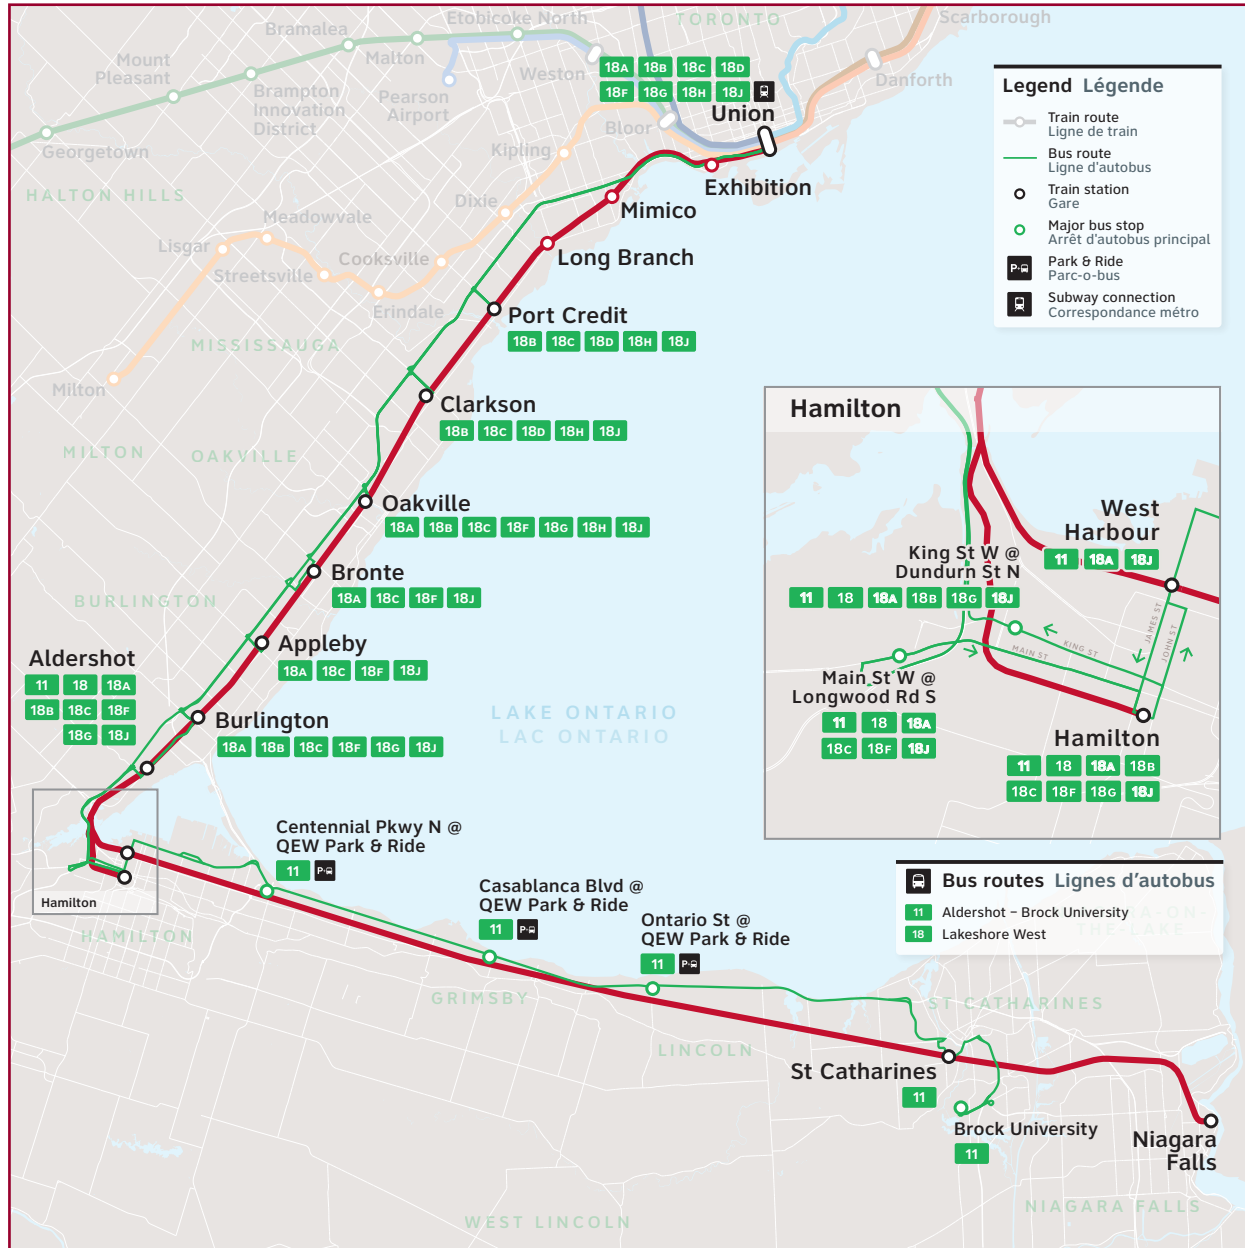 Scarborough
TORONTO
Etobicoke North
Bramalea
Malton
Mount
Pleasant
Weston
Danforth
Pearson
Airport
Brampton
Innovation
District
Georgetown
Bloor
Kipling
18A 18B 18C 18D
18F 18G 18H 18J
Union
Exhibition
Mimico
Long Branch
HALTON HILLS
Dixie
Meadowvale
Lisgar
Cooksville
Streetsville
Erindale
Port Credit
18B 18C 18D 18H 18J
MISSISSAUGA
Milton
Clarkson
18B 18C 18D 18H 18J
MILTON
OAKVILLE
Oakville
18A 18B 18C 18F 18G 18H 18J
Bronte
18A 18C 18F 18J
BURLINGTON
Appleby
18A 18C 18F 18J
Aldershot
11 18 18A
18B 18C 18F
18G 18J
Burlington
18A 18B 18C 18F 18G 18J
LAKE ONTARIO
LAC ONTARIO
Legend Légende
Train route
Ligne de train
Bus route
Ligne d'autobus
Train station
Gare
Major bus stop
Arrêt d'autobus principal
P Park & Ride
Parc-o-bus
Subway connection
Correspondance métro
Hamilton
West
Harbour
11 18A 18J
King St W @
Dundurn St N
11 18 18A 18B 18G 18J
JAMES ST
JOHN ST
KING ST
MAIN ST
Main St W @
Longwood Rd S
11 18 18A
18C 18F 18J
Hamilton
11 18 18A 18B
18C 18F 18G 18J
Hamilton
HAMILTON
Centennial Pkwy N @
QEW Park & Ride
11 P
Casablanca Blvd @
QEW Park & Ride
11 P
Ontario St @
QEW Park & Ride
11 P
Bus routes Lignes d'autobus
11 Aldershot – Brock University
18 Lakeshore West
A-ON-
THE-LAKE
GRIMSBY
LINCOLN
ST CATHARINES
St Catharines
11
Brock University
11
Niagara
Falls
WEST LINCOLN
NIAGARA FALLS